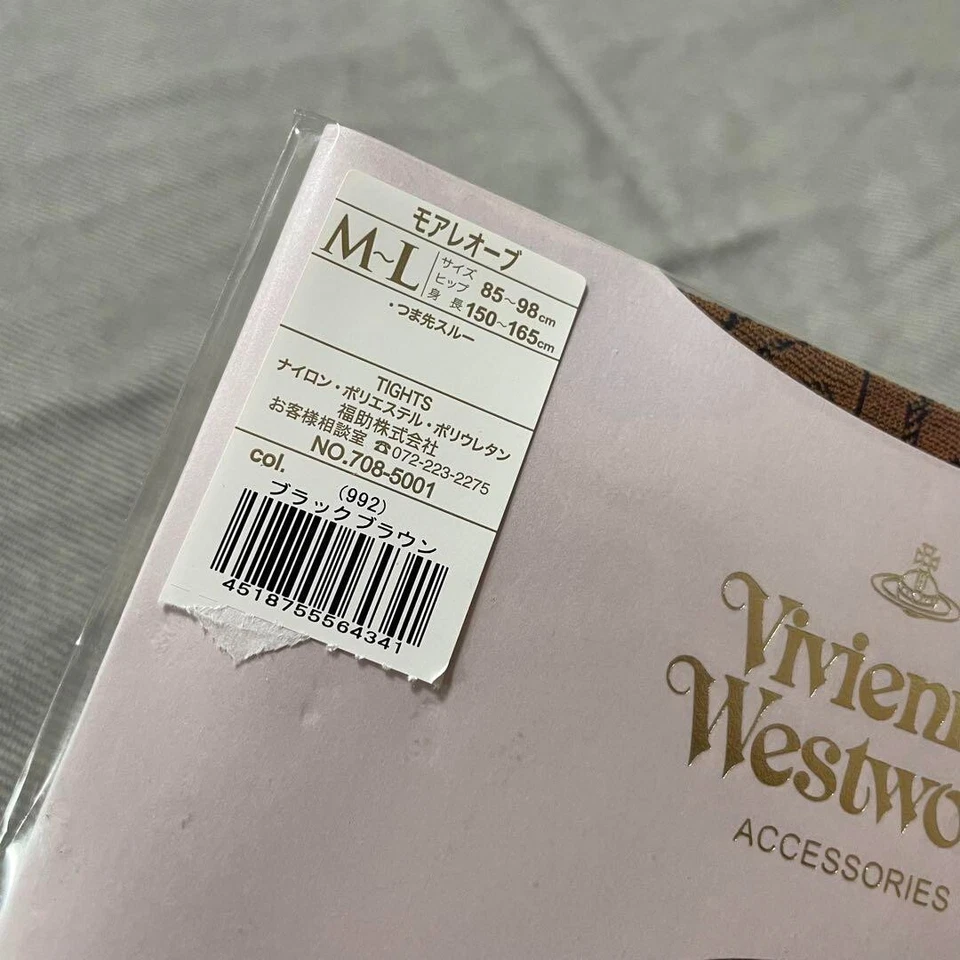 モアレオーブ
M~L
サイズ
ヒップ 85~98cm
身長 150~165cm
・つま先スルー
TIGHTS
ナイロン・ポリエステル・ポリウレタン
福助株式会社
お客様相談室 ☎072-223-2275
NO.708-5001
col.
(992)
ブラックブラウン
4518755564341
Vivien
Westwo
ACCESSORIES